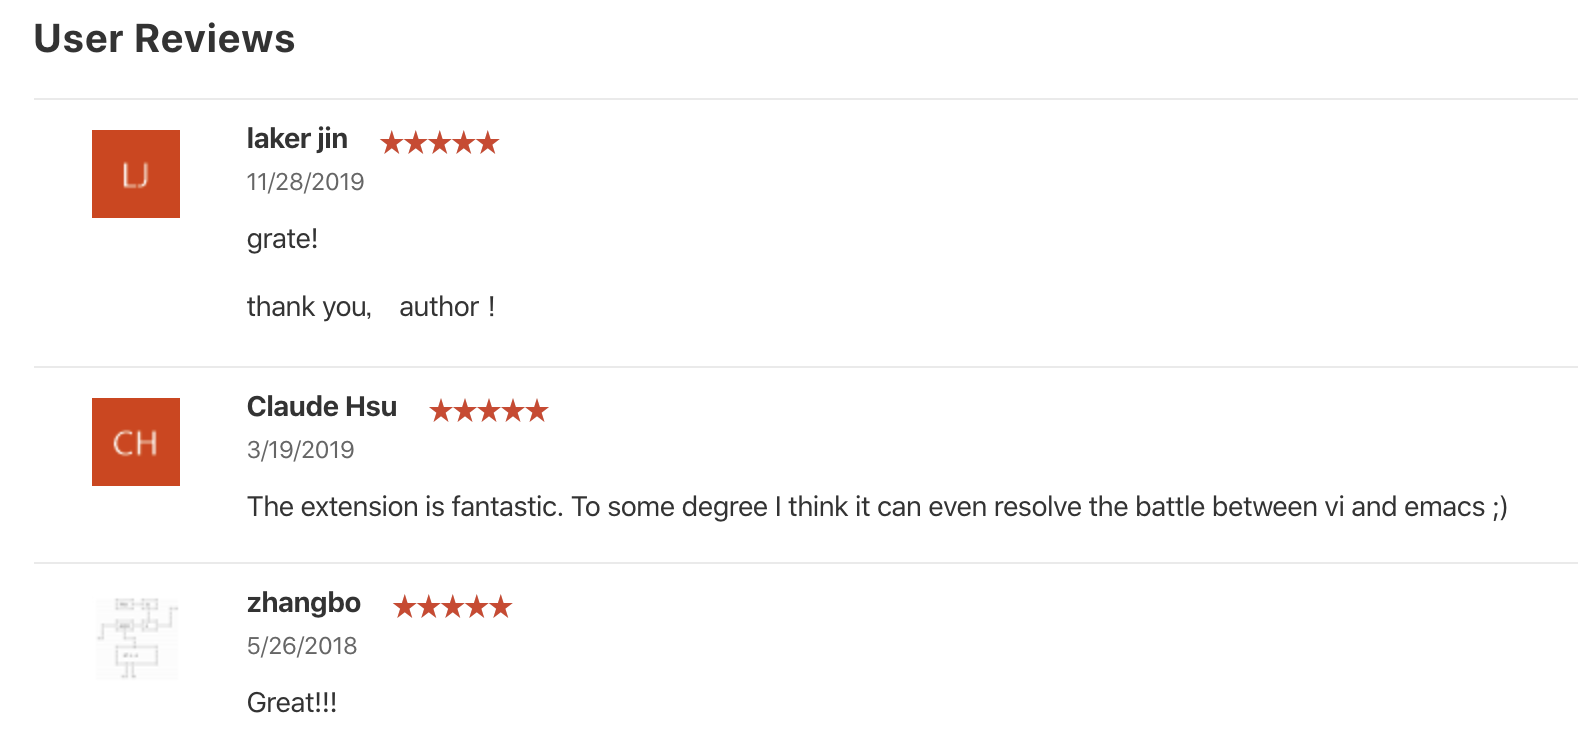 User Reviews
LJ
laker jin ★★★★★
11/28/2019
grate!
thank you,　author！
CH
Claude Hsu ★★★★★
3/19/2019
The extension is fantastic. To some degree I think it can even resolve the battle between vi and emacs ;)
zhangbo ★★★★★
5/26/2018
Great!!!